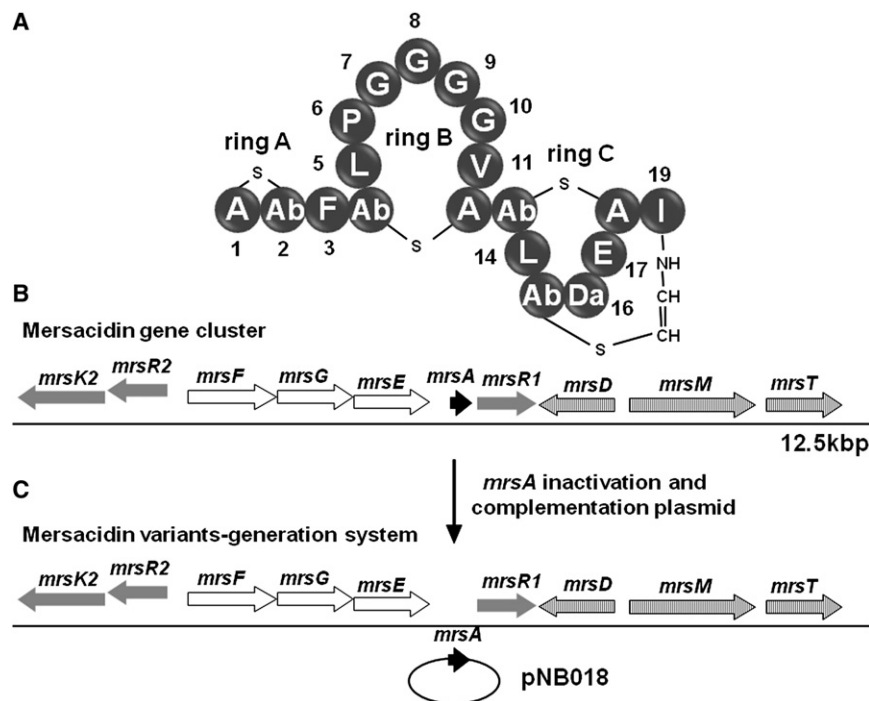 A
8
7 G G G 9
6 P G 10
ring A ring B ring C
5 L V 11 19
S S
A Ab F Ab A Ab A I
1 2 3 S 14 L E 17 NH
Ab Da 16 CH
S CH
B
Mersacidin gene cluster
mrsK2 mrsR2 mrsF mrsG mrsE mrsA mrsR1 mrsD mrsM mrsT
12.5kbp
mrsA inactivation and
complementation plasmid
C
Mersacidin variants-generation system
mrsK2 mrsR2 mrsF mrsG mrsE mrsR1 mrsD mrsM mrsT
mrsA
pNB018